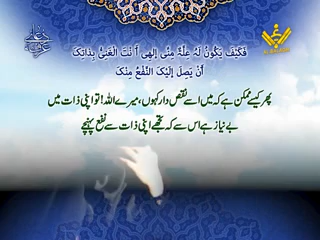 فَكَيْفَ يَكُونُ لَهُ عِلَّةٌ مِنِّى اِلهِى أَنْتَ الْغَنِىُّ بِذَاتِكَ
أَنْ يَصِلَ اِلَيْكَ النَّفْعُ مِنْكَ
پھر کیسے ممکن ہے کہ میں اسے نقص دار کہوں، میرے اللہ! تو اپنی ذات میں
بے نیاز ہے اس سے کہ تجھے اپنی ذات سے نفع پہنچے